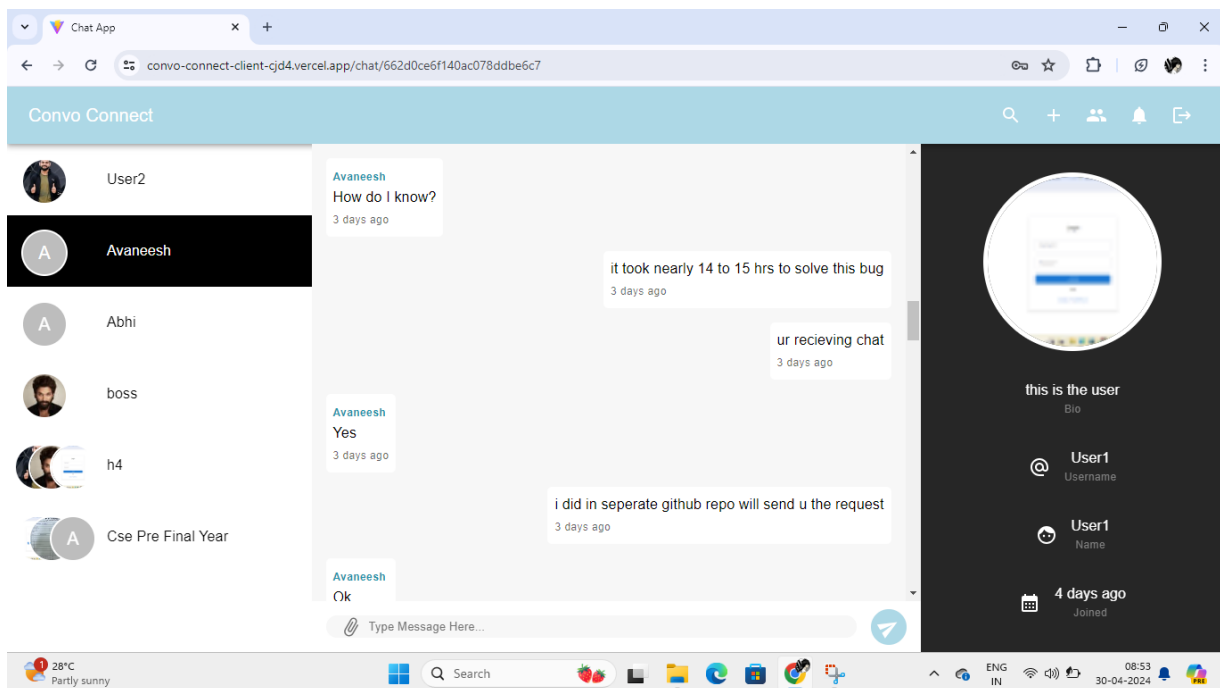 Chat App
convo-connect-client-cjd4.vercel.app/chat/662d0ce6f140ac078ddbe6c7
Convo Connect
User2
A Avaneesh
A Abhi
boss
h4
A Cse Pre Final Year
Avaneesh
How do I know?
3 days ago
it took nearly 14 to 15 hrs to solve this bug
3 days ago
ur recieving chat
3 days ago
Avaneesh
Yes
3 days ago
i did in seperate github repo will send u the request
3 days ago
Avaneesh
Ok
Type Message Here...
this is the user
Bio
User1
Username
User1
Name
4 days ago
Joined
1
28°C
Partly sunny
Search
ENG
IN
08:53
30-04-2024
PRE